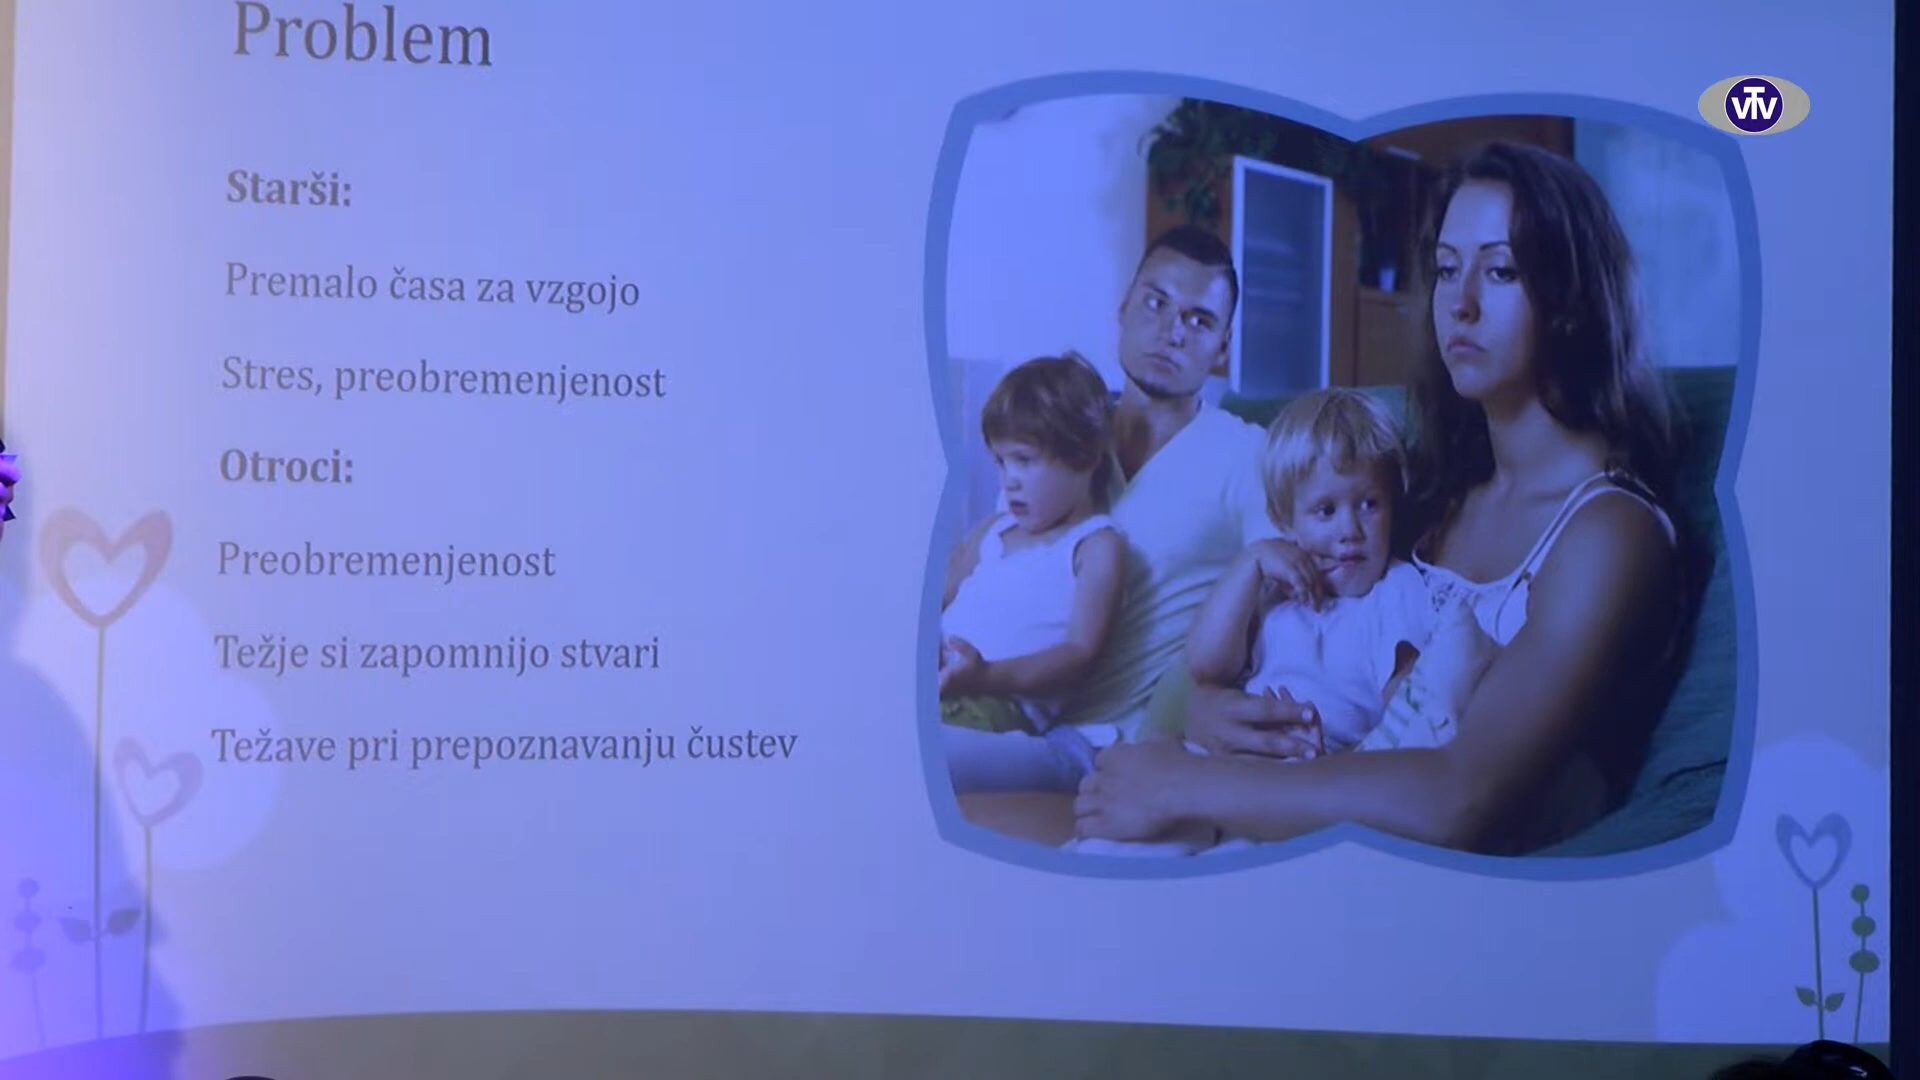 Problem
VTV
Starši:
Premalo časa za vzgojo
Stres, preobremenjenost
Otroci:
Preobremenjenost
Težje si zapomnijo stvari
Težave pri prepoznavanju čustev